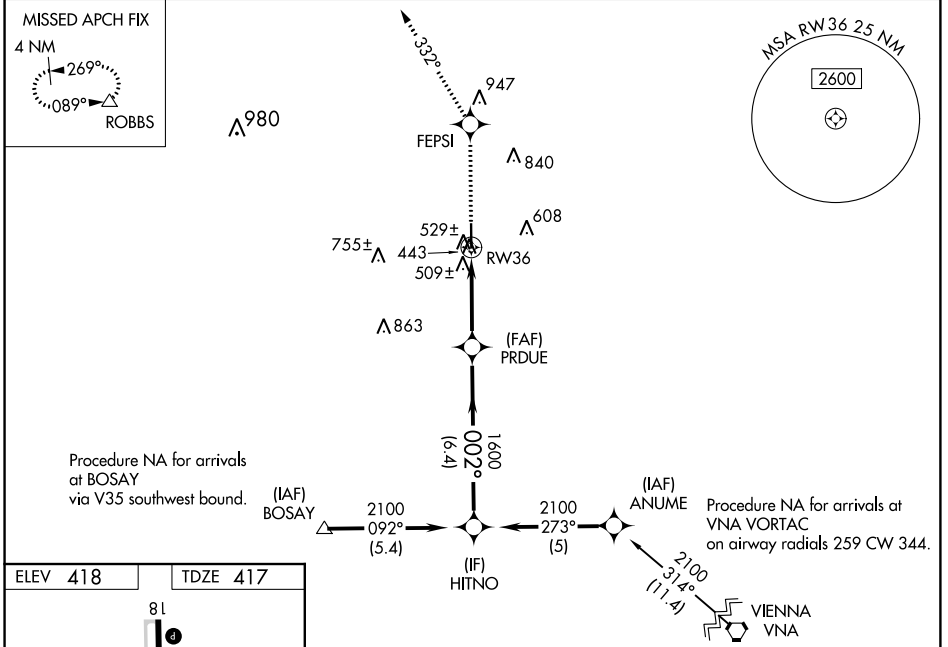 MISSED APCH FIX
4 NM
269°
089°
ROBBS
332°
947
FEPSI
980
840
608
529±
755±
443
RW36
509±
863
(FAF)
PRDUE
MSA RW36 25 NM
2600
1600
002°
(6.4)
Procedure NA for arrivals
at BOSAY
via V35 southwest bound.
(IAF)
BOSAY
2100
092°
(5.4)
(IF)
HITNO
2100
273°
(5)
(IAF)
ANUME
Procedure NA for arrivals at
VNA VORTAC
on airway radials 259 CW 344.
2100
314°
(11.4)
VIENNA
VNA
ELEV 418
TDZE 417
18
P